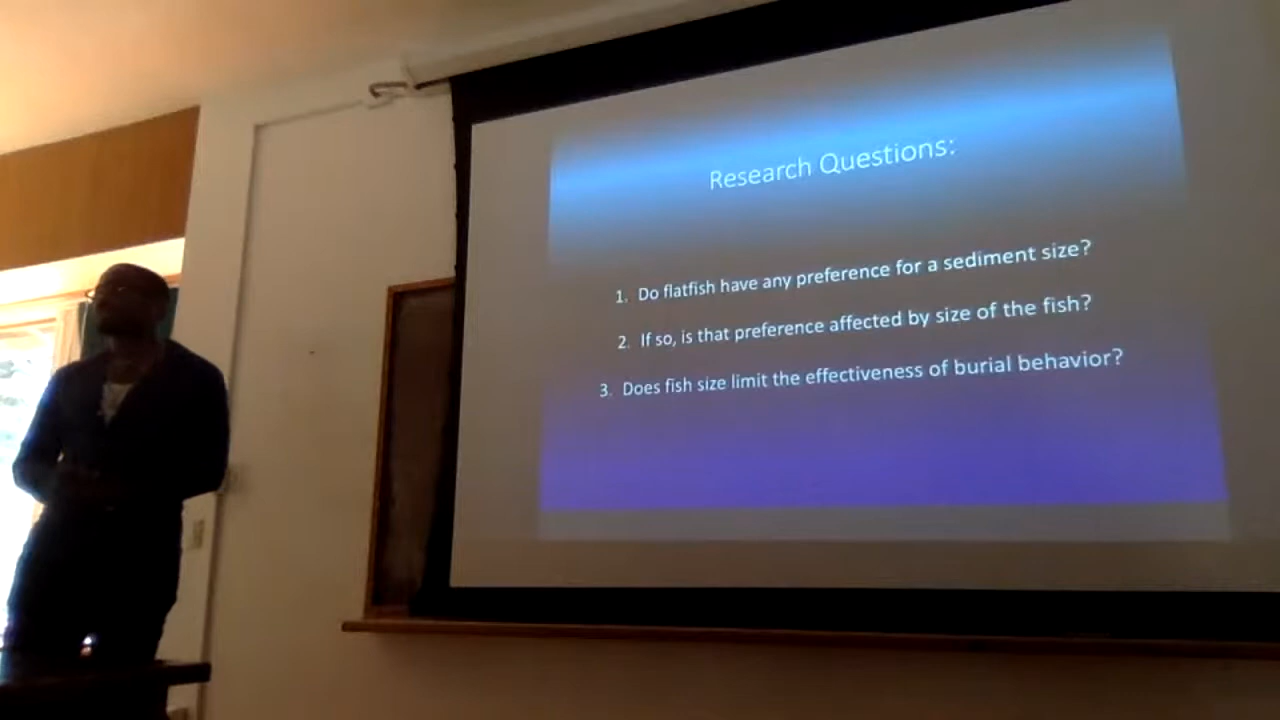 Research Questions:
1. Do flatfish have any preference for a sediment size?
2. If so, is that preference affected by size of the fish?
3. Does fish size limit the effectiveness of burial behavior?